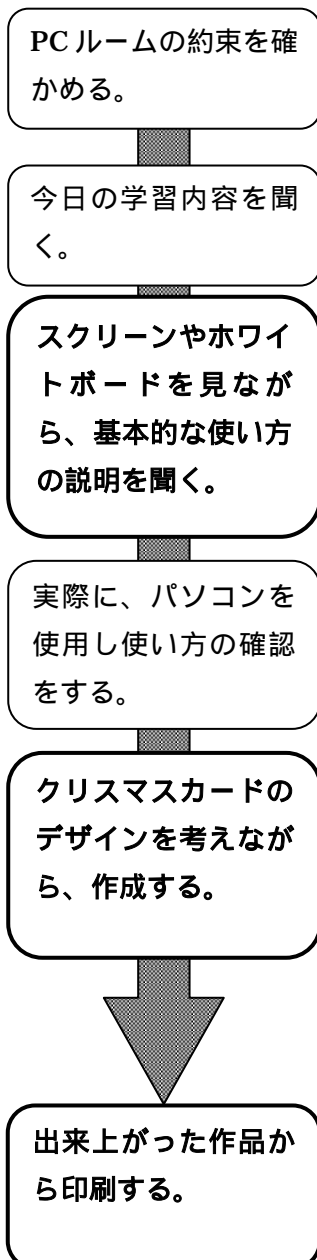 PC ルームの約束を確
かめる。
今日の学習内容を聞
く。
スクリーンやホワイ
トボードを見なが
ら、基本的な使い方
の説明を聞く。
実際に、パソコンを
使用し使い方の確認
をする。
クリスマスカードの
デザインを考えなが
ら、作成する。
出来上がった作品か
ら印刷する。